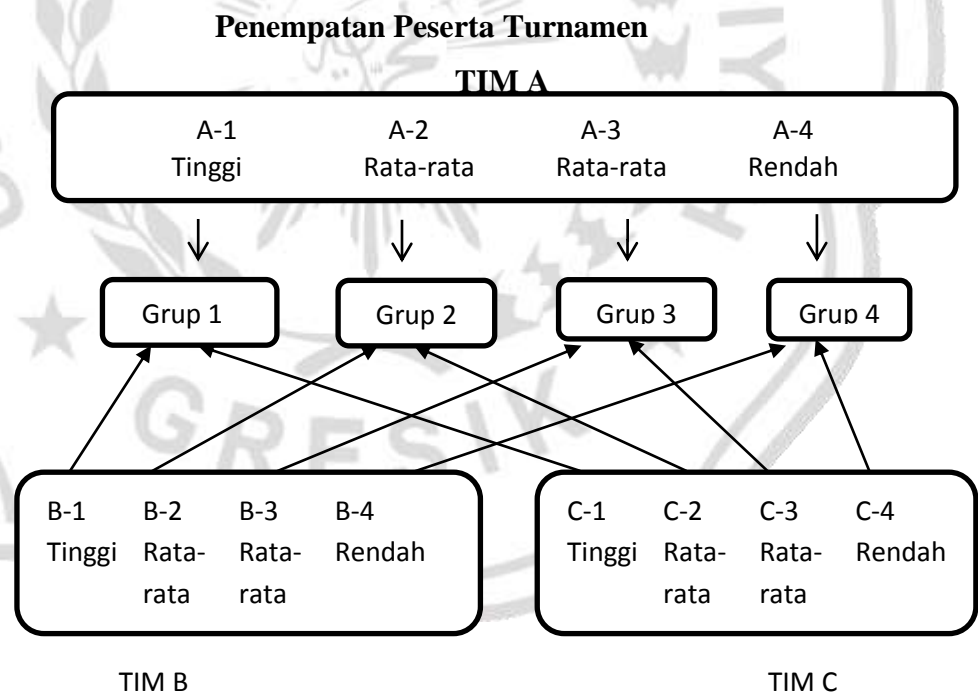 Penempatan Peserta Turnamen
TIM A
A-1 A-2 A-3 A-4
Tinggi Rata-rata Rata-rata Rendah
Grup 1 Grup 2 Grup 3 Grup 4
GRESIK
B-1 B-2 B-3 B-4
Tinggi Rata- Rata- Rendah
rata rata
C-1 C-2 C-3 C-4
Tinggi Rata- Rata- Rendah
rata rata
TIM B TIM C